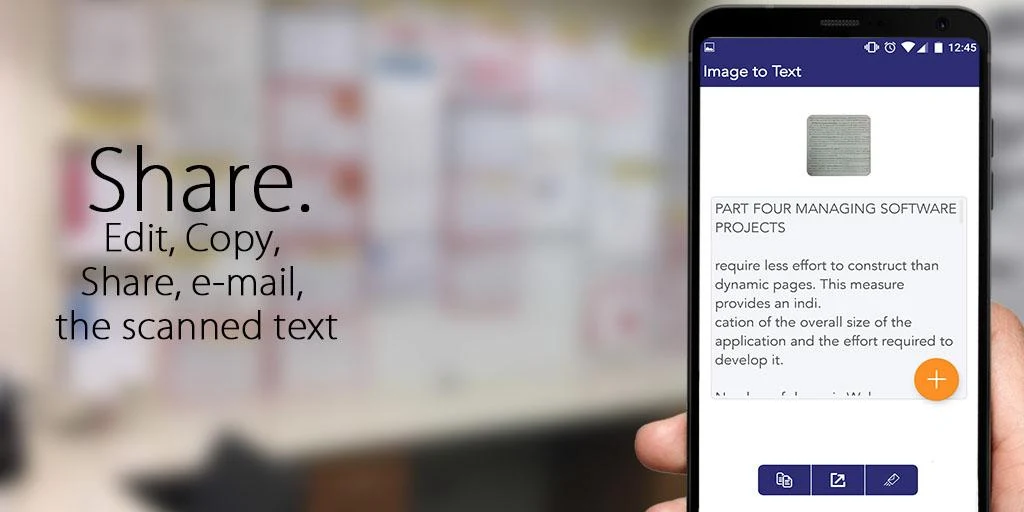 Share.
Edit, Copy,
Share, e-mail,
the scanned text
12:45
Image to Text
PART FOUR MANAGING SOFTWARE
PROJECTS
require less effort to construct than
dynamic pages. This measure
provides an indi.
cation of the overall size of the
application and the effort required to
develop it.